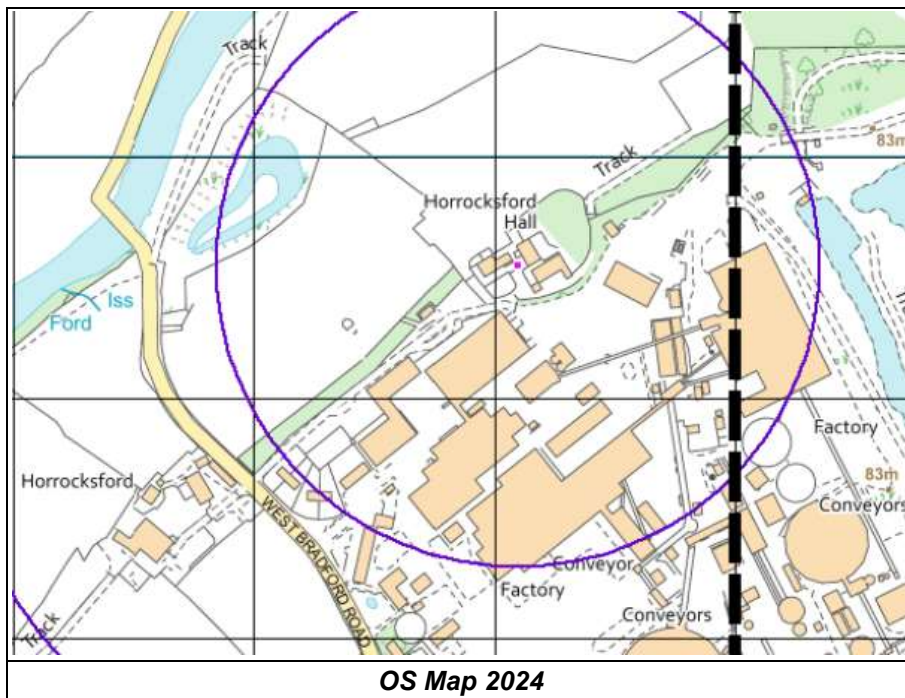 Track
83m
Track
Horrocksford
Hall
Iss
Ford
Factory
Horrocksford
83m
Conveyors
WEST BRADFORD ROAD
Conveyor
Factory
Conveyors
Track
OS Map 2024